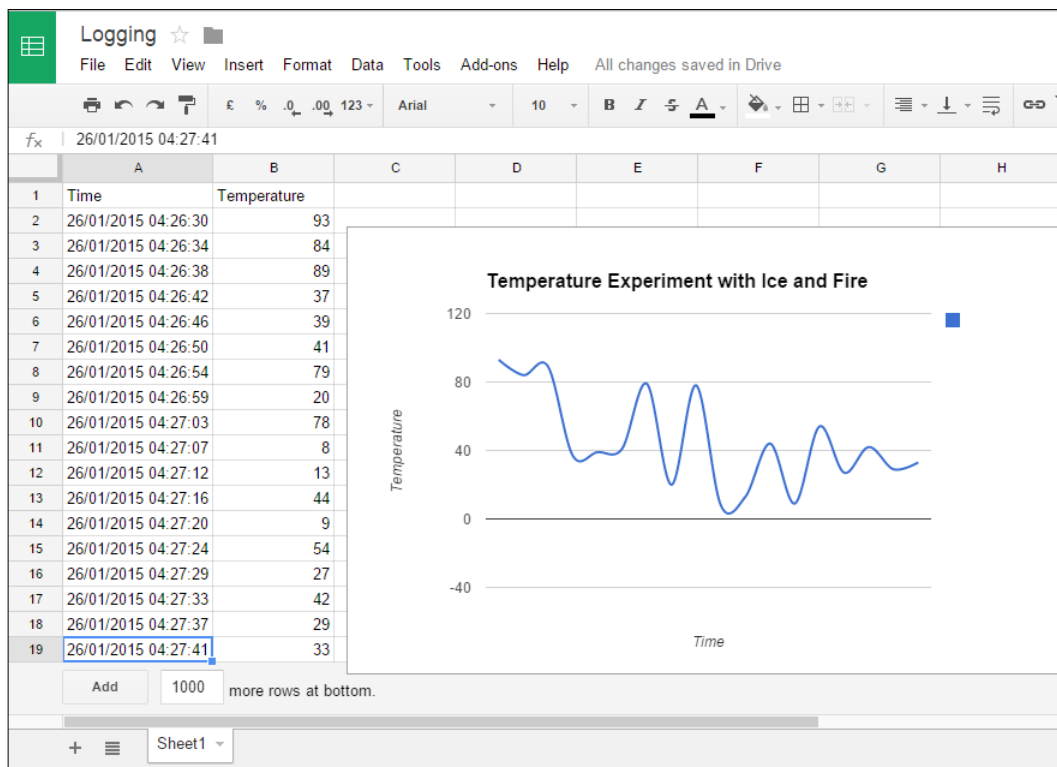 Logging
File Edit View Insert Format Data Tools Add-ons Help All changes saved in Drive
£ % .0 .00 123 Arial 10 B I S A
fx 26/01/2015 04:27:41
A B C D E F G H
1 Time Temperature
2 26/01/2015 04:26:30 93
3 26/01/2015 04:26:34 84
4 26/01/2015 04:26:38 89
5 26/01/2015 04:26:42 37
6 26/01/2015 04:26:46 39
7 26/01/2015 04:26:50 41
8 26/01/2015 04:26:54 79
9 26/01/2015 04:26:59 20
10 26/01/2015 04:27:03 78
11 26/01/2015 04:27:07 8
12 26/01/2015 04:27:12 13
13 26/01/2015 04:27:16 44
14 26/01/2015 04:27:20 9
15 26/01/2015 04:27:24 54
16 26/01/2015 04:27:29 27
17 26/01/2015 04:27:33 42
18 26/01/2015 04:27:37 29
19 26/01/2015 04:27:41 33
Temperature Experiment with Ice and Fire
120
80
40
0
-40
Temperature
Time
Add 1000 more rows at bottom.
Sheet1